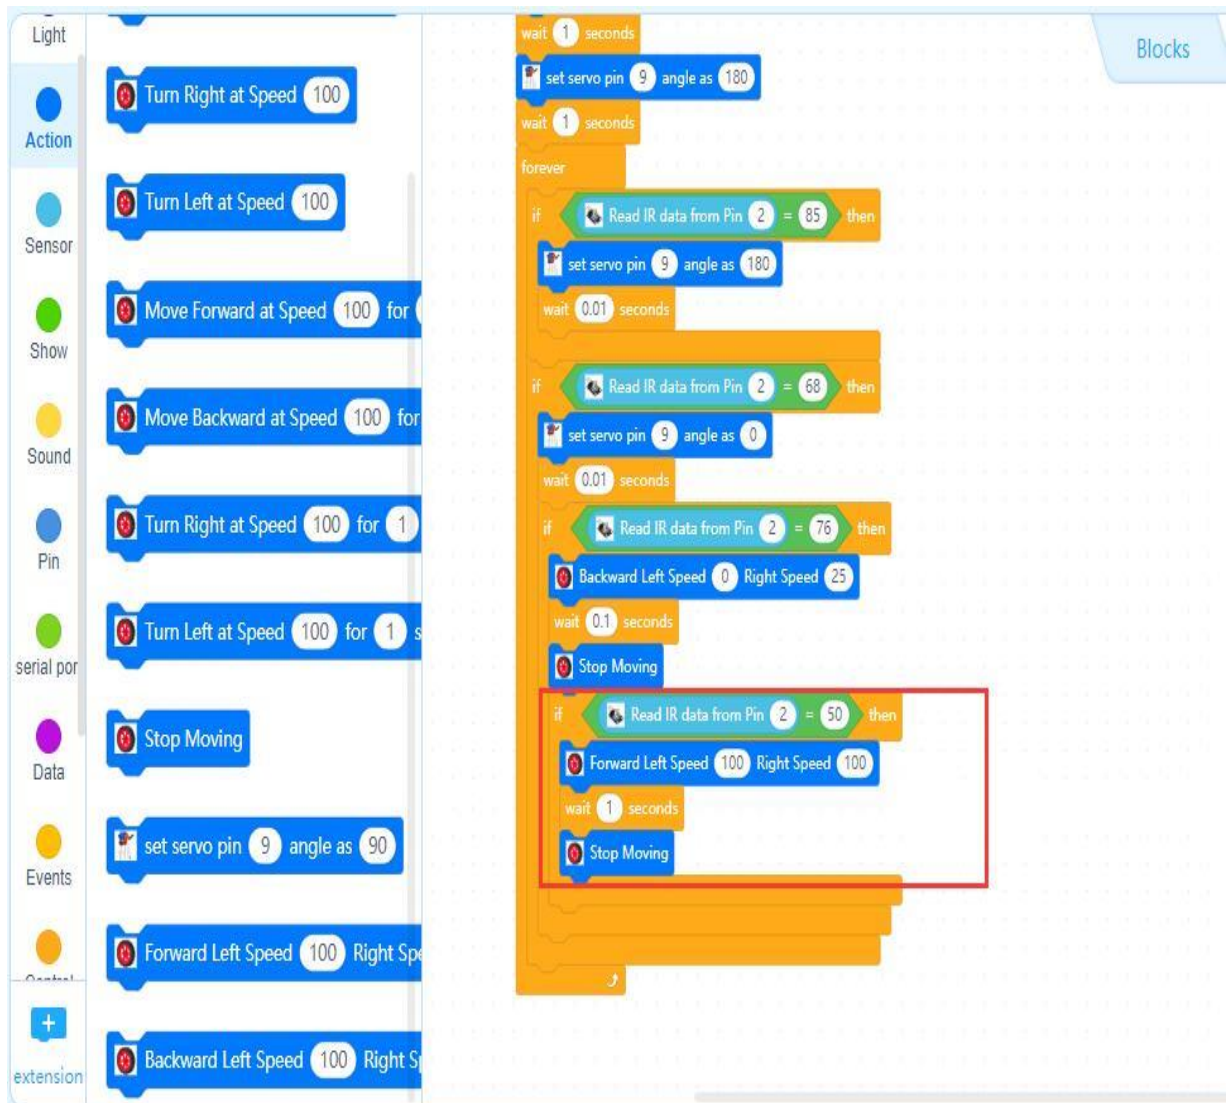 Light
Action
Sensor
Show
Sound
Pin
serial por
Data
Events
extension
Turn Right at Speed 100
Turn Left at Speed 100
Move Forward at Speed 100 for
Move Backward at Speed 100 for
Turn Right at Speed 100 for 1
Turn Left at Speed 100 for 1 s
Stop Moving
set servo pin 9 angle as 90
Forward Left Speed 100 Right Spe
Backward Left Speed 100 Right S
wait 1 seconds
set servo pin 9 angle as 180
wait 1 seconds
forever
if Read IR data from Pin 2 = 85 then
set servo pin 9 angle as 180
wait 0.01 seconds
if Read IR data from Pin 2 = 68 then
set servo pin 9 angle as 0
wait 0.01 seconds
if Read IR data from Pin 2 = 76 then
Backward Left Speed 0 Right Speed 25
wait 0.1 seconds
Stop Moving
if Read IR data from Pin 2 = 50 then
Forward Left Speed 100 Right Speed 100
wait 1 seconds
Stop Moving
Blocks